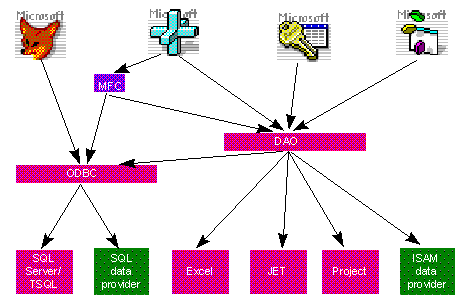 Microsoft Microsoft Microsoft Microsoft
MFC
DAO
ODBC
SQL
Server/
TSQL
SQL
data
provider
Excel
JET
Project
ISAM
data
provider